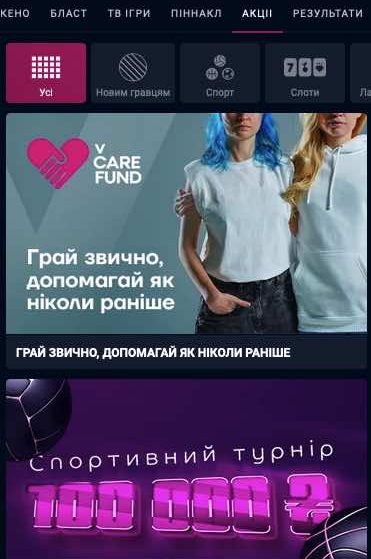 КЕНО БЛАСТ ТВ ІГРИ ПІННАКЛ АКЦІЇ РЕЗУЛЬТАТИ
Усі Новим гравцям Спорт Слоти
V
CARE
FUND
Грай звично,
допомагай як
ніколи раніше
ГРАЙ ЗВИЧНО, ДОПОМАГАЙ ЯК НІКОЛИ РАНІШЕ
Спортивний турнір
100 000 ₴